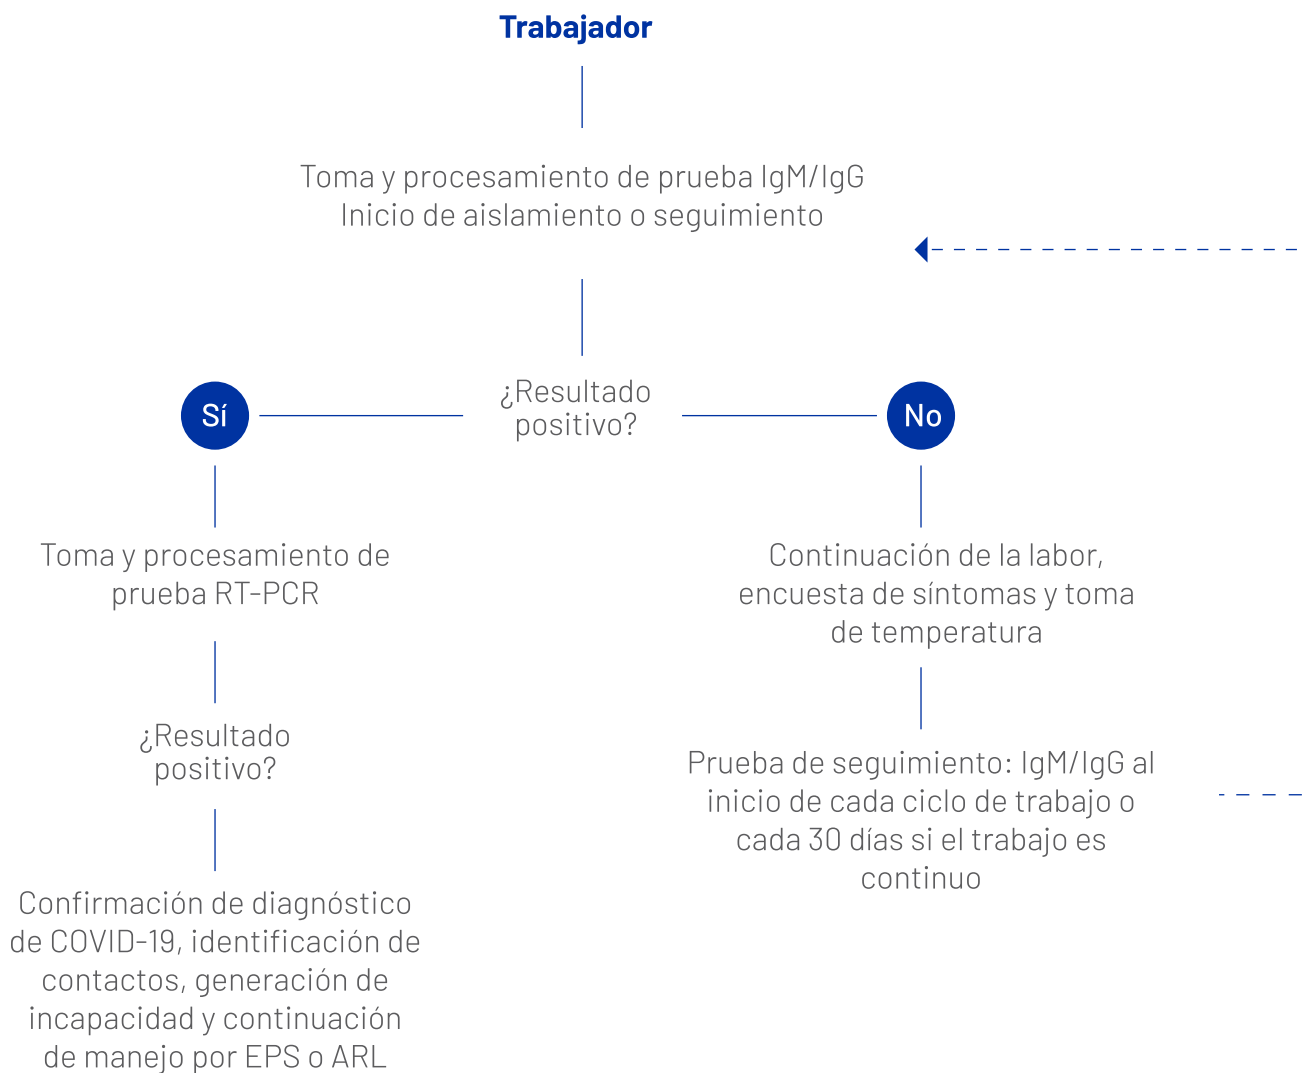 Trabajador
Toma y procesamiento de prueba IgM/IgG
Inicio de aislamiento o seguimiento
¿Resultado
positivo?
Sí
No
Toma y procesamiento de
prueba RT-PCR
¿Resultado
positivo?
Confirmación de diagnóstico
de COVID-19, identificación de
contactos, generación de
incapacidad y continuación
de manejo por EPS o ARL
Continuación de la labor,
encuesta de síntomas y toma
de temperatura
Prueba de seguimiento: IgM/IgG al
inicio de cada ciclo de trabajo o
cada 30 días si el trabajo es
continuo